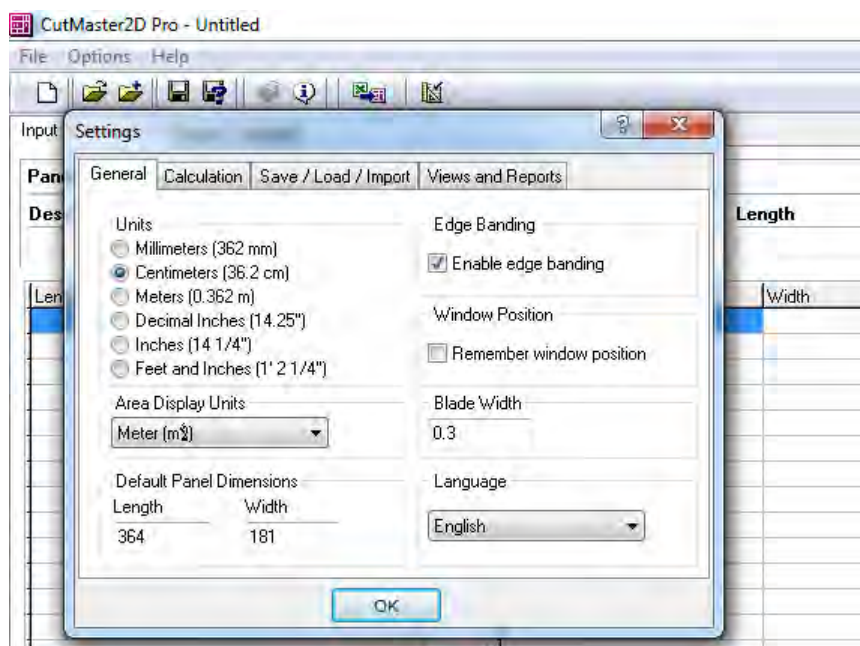 CutMaster2D Pro - Untitled
File Options Help
Input
Settings
General Calculation Save / Load / Import Views and Reports
Pan
Des
Length
Units
Millimeters (362 mm)
Centimeters (36.2 cm)
Meters (0.362 m)
Decimal Inches (14.25")
Inches (14 1/4")
Feet and Inches (1' 2 1/4")
Edge Banding
Enable edge banding
Len
Width
Window Position
Remember window position
Area Display Units
Meter
Blade Width
0.3
Default Panel Dimensions
Length Width
364 181
Language
English
OK